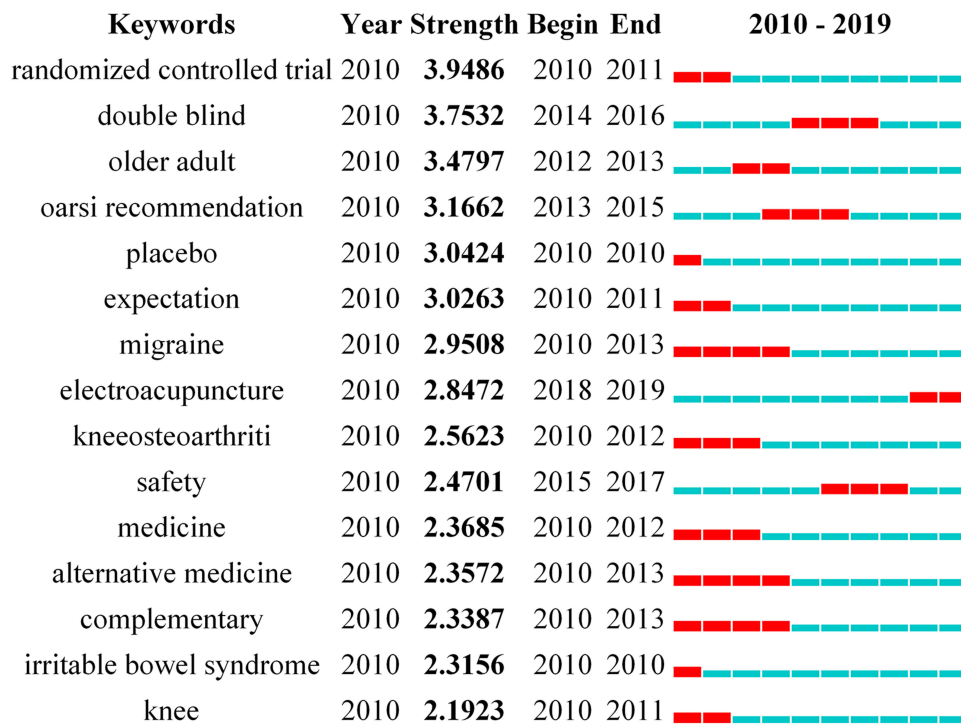 Keywords Year Strength Begin End 2010 - 2019
randomized controlled trial 2010 3.9486 2010 2011
double blind 2010 3.7532 2014 2016
older adult 2010 3.4797 2012 2013
oarsi recommendation 2010 3.1662 2013 2015
placebo 2010 3.0424 2010 2010
expectation 2010 3.0263 2010 2011
migraine 2010 2.9508 2010 2013
electroacupuncture 2010 2.8472 2018 2019
kneeosteoarthriti 2010 2.5623 2010 2012
safety 2010 2.4701 2015 2017
medicine 2010 2.3685 2010 2012
alternative medicine 2010 2.3572 2010 2013
complementary 2010 2.3387 2010 2013
irritable bowel syndrome 2010 2.3156 2010 2010
knee 2010 2.1923 2010 2011